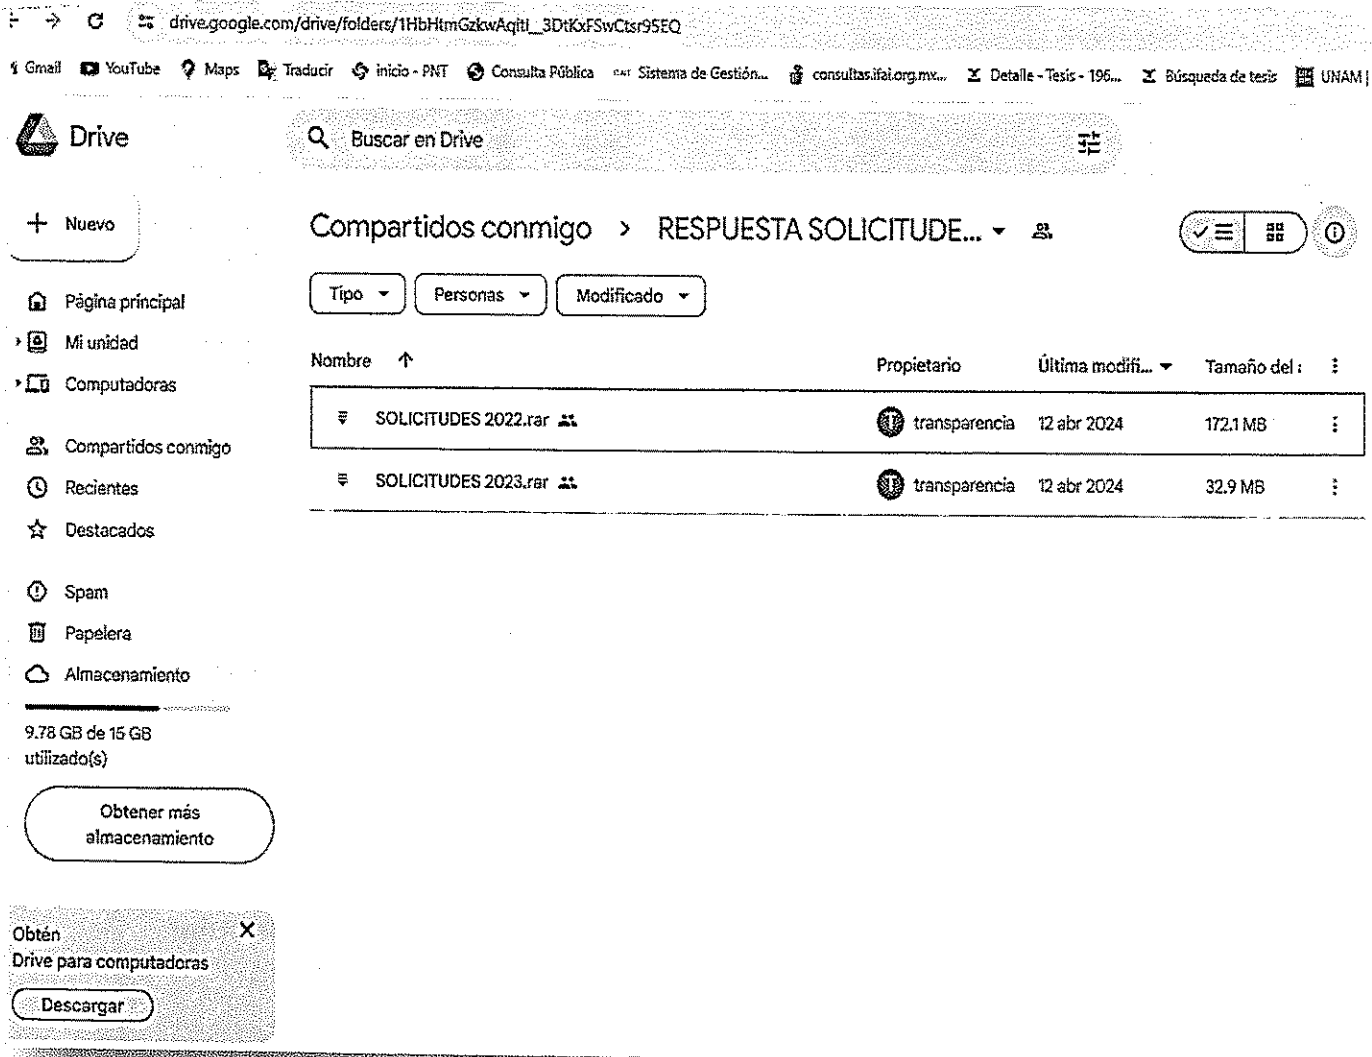 drive.google.com/drive/folders/1HbHtmGzkwAqitI_3DtKxFSwCtsr95EQ
Gmail YouTube Maps Traducir inicio - PNT Consulta Pública Sistema de Gestión... consultas.ifai.org.mx... Detalle - Tesis - 196... Búsqueda de tesis UNAM |
Drive
Buscar en Drive
+ Nuevo
Compartidos conmigo > RESPUESTA SOLICITUDE...
Tipo Personas Modificado
Página principal
Mi unidad
Computadoras
Compartidos conmigo
Recientes
Destacados
Spam
Papelera
Almacenamiento
9.78 GB de 15 GB
utilizado(s)
Obtener más
almacenamiento
Obtén
Drive para computadoras
Descargar
Nombre Propietario Última modifi... Tamaño del
SOLICITUDES 2022.rar transparencia 12 abr 2024 172.1 MB
SOLICITUDES 2023.rar transparencia 12 abr 2024 32.9 MB